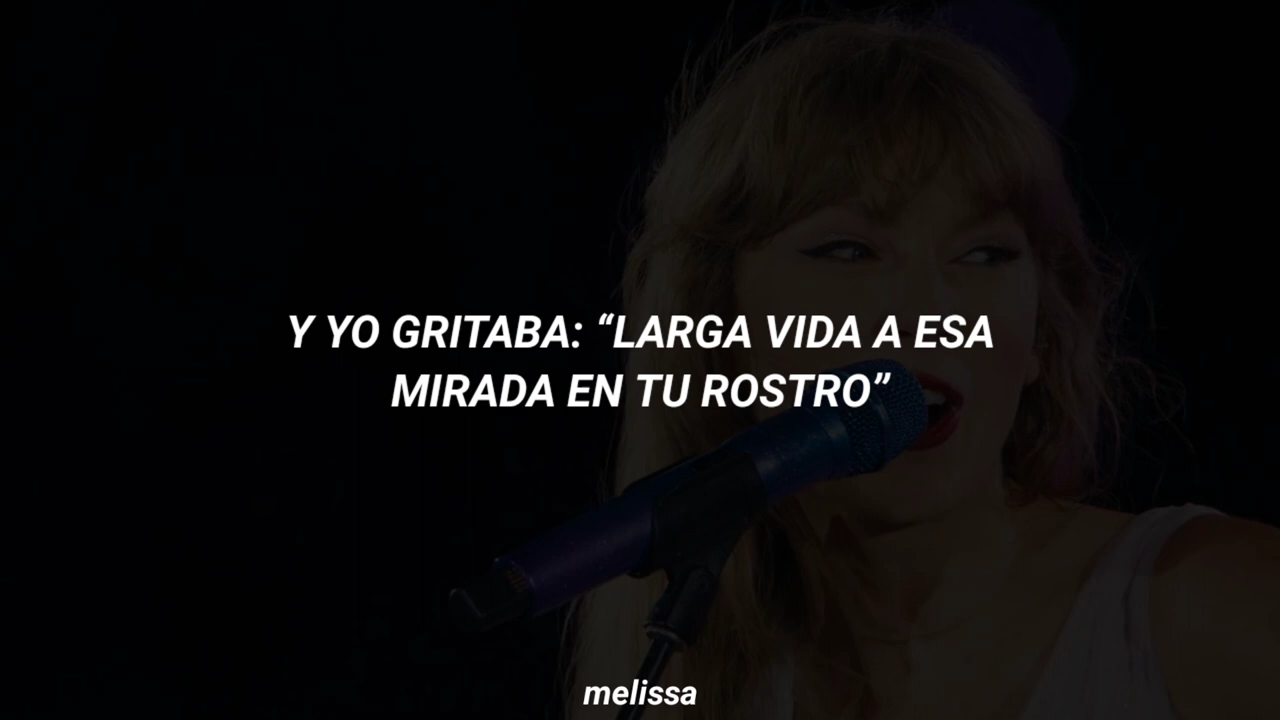 Y YO GRITABA: “LARGA VIDA A ESA
MIRADA EN TU ROSTRO”
melissa